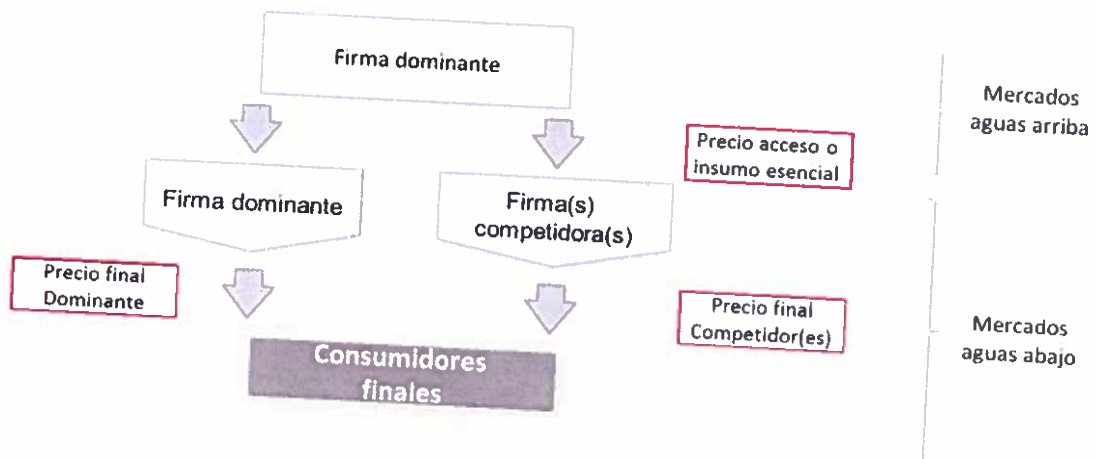 Firma dominante
Mercados
aguas arriba
Precio acceso o
insumo esencial
Firma dominante
Firma(s)
competidora(s)
Precio final
Dominante
Precio final
Competidor(es)
Mercados
aguas abajo
Consumidores
finales